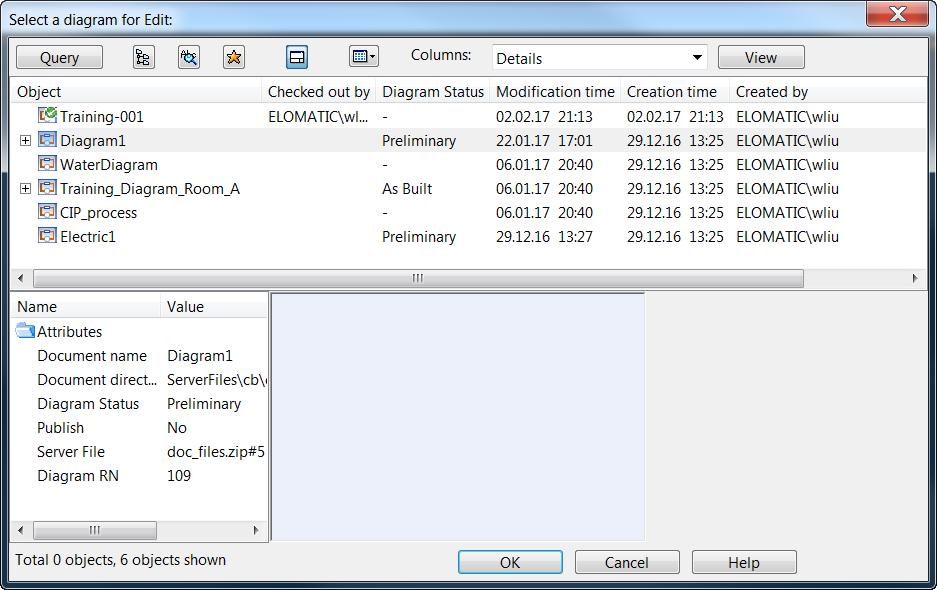 Select a diagram for Edit:
Query Columns: Details View
Object Checked out by Diagram Status Modification time Creation time Created by
Training-001 ELOMATIC\wli... - 02.02.17 21:13 02.02.17 21:13 ELOMATIC\wliu
Diagram1 Preliminary 22.01.17 17:01 29.12.16 13:25 ELOMATIC\wliu
WaterDiagram - 06.01.17 20:40 29.12.16 13:25 ELOMATIC\wliu
Training_Diagram_Room_A As Built 06.01.17 20:40 29.12.16 13:25 ELOMATIC\wliu
CIP_process - 06.01.17 20:40 29.12.16 13:25 ELOMATIC\wliu
Electric1 Preliminary 29.12.16 13:27 29.12.16 13:25 ELOMATIC\wliu
Name Value
Attributes
Document name Diagram1
Document direct... ServerFiles\cb\
Diagram Status Preliminary
Publish No
Server File doc_files.zip#5
Diagram RN 109
Total 0 objects, 6 objects shown
OK Cancel Help